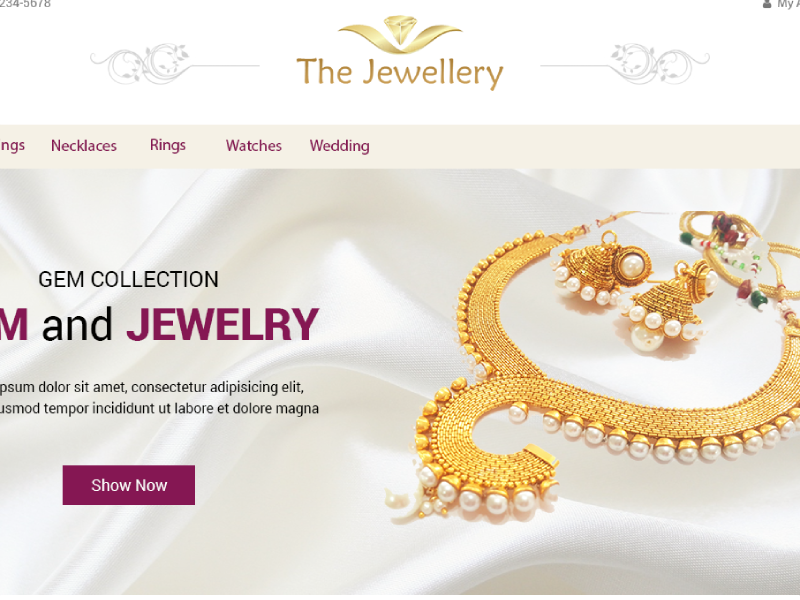 234-5678
My
The Jewellery
ngs Necklaces Rings Watches Wedding
GEM COLLECTION
M and JEWELRY
psum dolor sit amet, consectetur adipisicing elit,
usmod tempor incididunt ut labore et dolore magna
Show Now